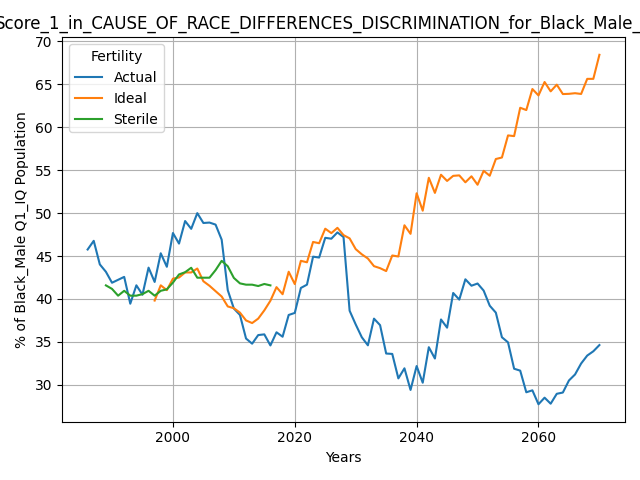 Score_1_in_CAUSE_OF_RACE_DIFFERENCES_DISCRIMINATION_for_Black_Male_
70
65
60
55
50
45
40
35
30
% of Black_Male Q1_IQ Population
Fertility
Actual
Ideal
Sterile
2000
2020
2040
2060
Years